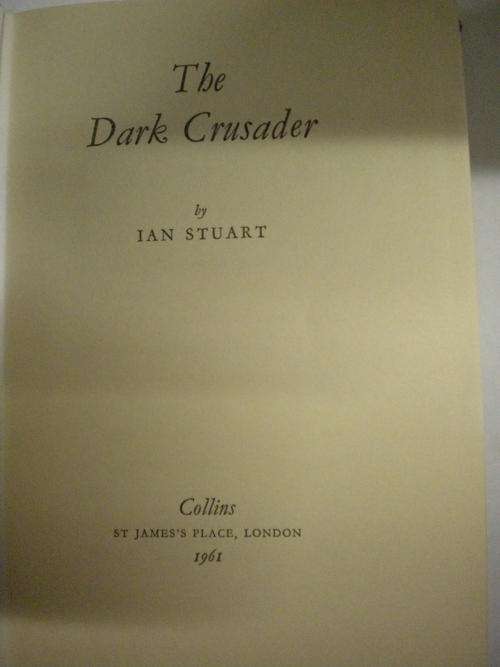 The
Dark Crusader
by
IAN STUART
Collins
ST JAMES'S PLACE, LONDON
1961